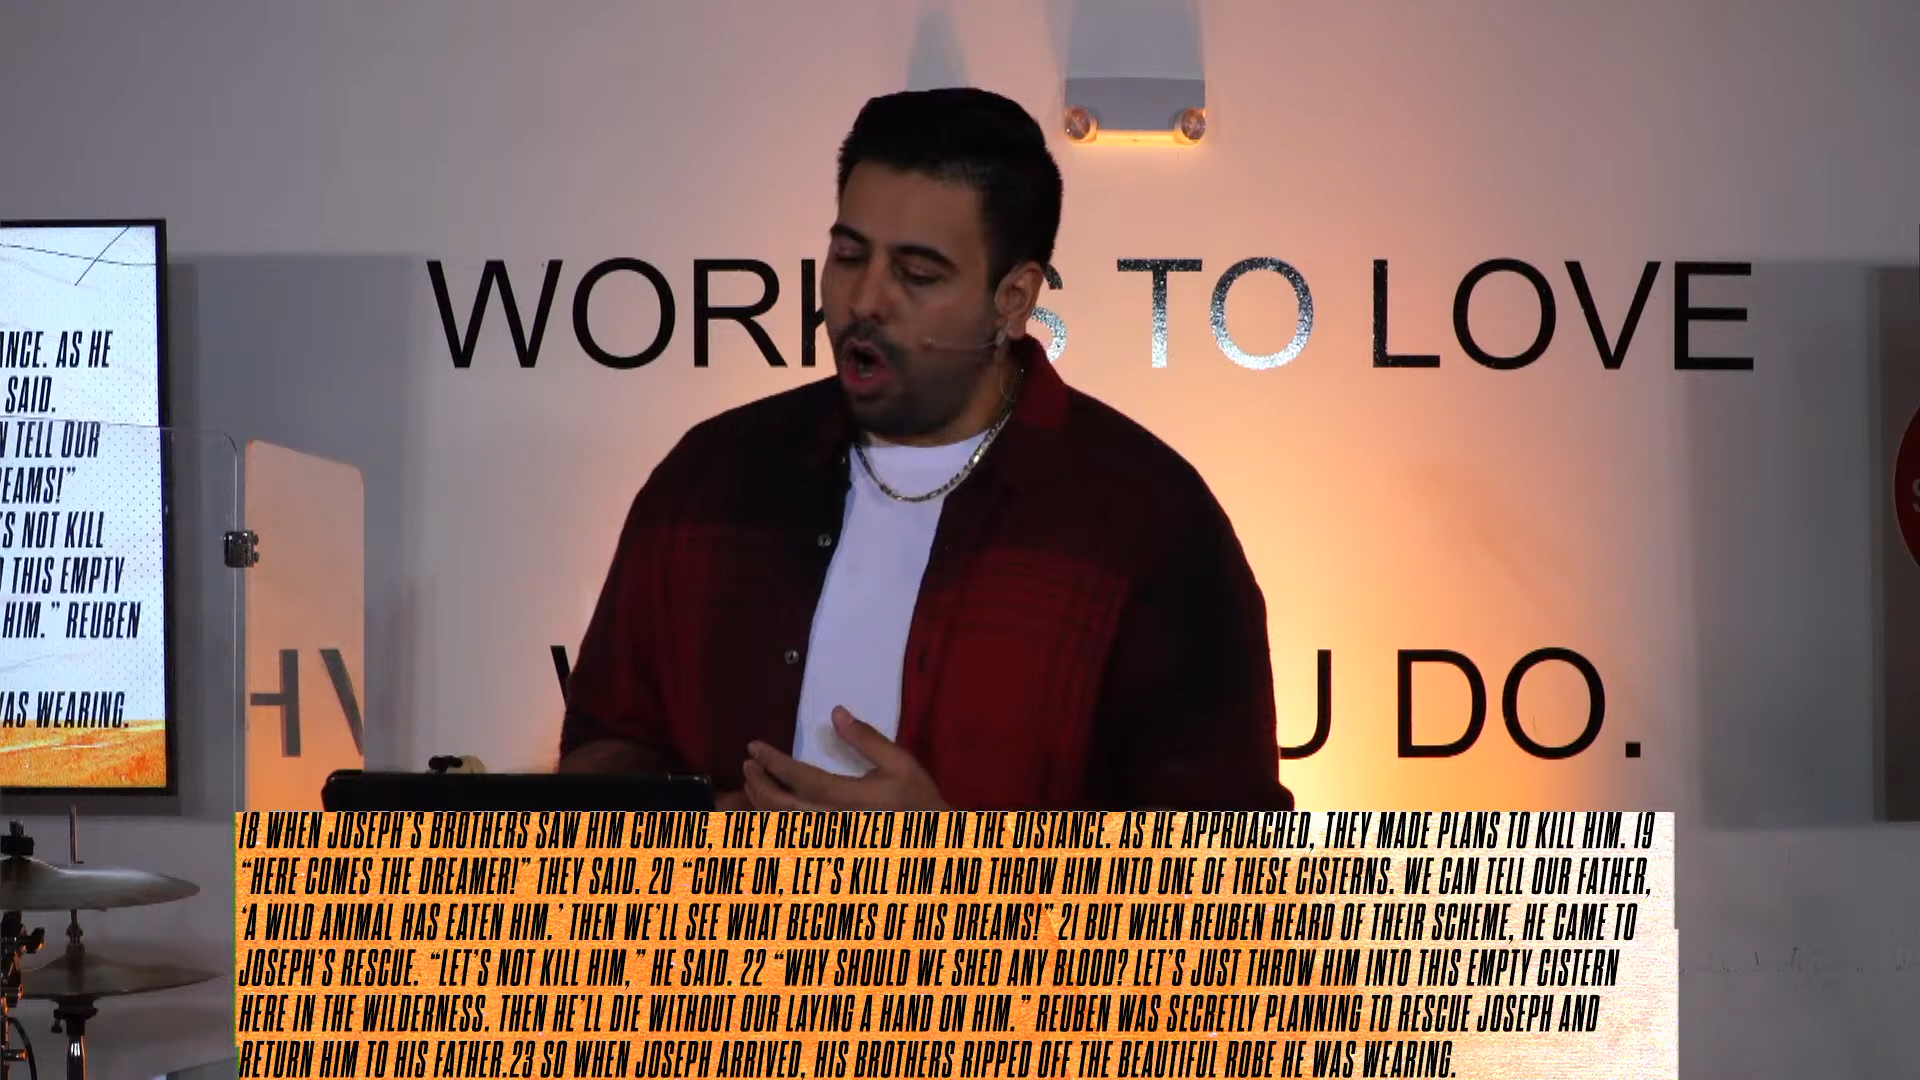 WORKS TO LOVE
U DO.
ANCE. AS HE
SAID.
N TELL OUR
EAMS!”
'S NOT KILL
THIS EMPTY
HIM.” REUBEN
AS WEARING.
18 WHEN JOSEPH'S BROTHERS SAW HIM COMING, THEY RECOGNIZED HIM IN THE DISTANCE. AS HE APPROACHED, THEY MADE PLANS TO KILL HIM. 19
“HERE COMES THE DREAMER!” THEY SAID. 20 “COME ON, LET'S KILL HIM AND THROW HIM INTO ONE OF THESE CISTERNS. WE CAN TELL OUR FATHER,
‘A WILD ANIMAL HAS EATEN HIM.’ THEN WE'LL SEE WHAT BECOMES OF HIS DREAMS!” 21 BUT WHEN REUBEN HEARD OF THEIR SCHEME, HE CAME TO
JOSEPH'S RESCUE. “LET'S NOT KILL HIM,” HE SAID. 22 “WHY SHOULD WE SHED ANY BLOOD? LET'S JUST THROW HIM INTO THIS EMPTY CISTERN
HERE IN THE WILDERNESS. THEN HE'LL DIE WITHOUT OUR LAYING A HAND ON HIM.” REUBEN WAS SECRETLY PLANNING TO RESCUE JOSEPH AND
RETURN HIM TO HIS FATHER.23 SO WHEN JOSEPH ARRIVED, HIS BROTHERS RIPPED OFF THE BEAUTIFUL ROBE HE WAS WEARING.